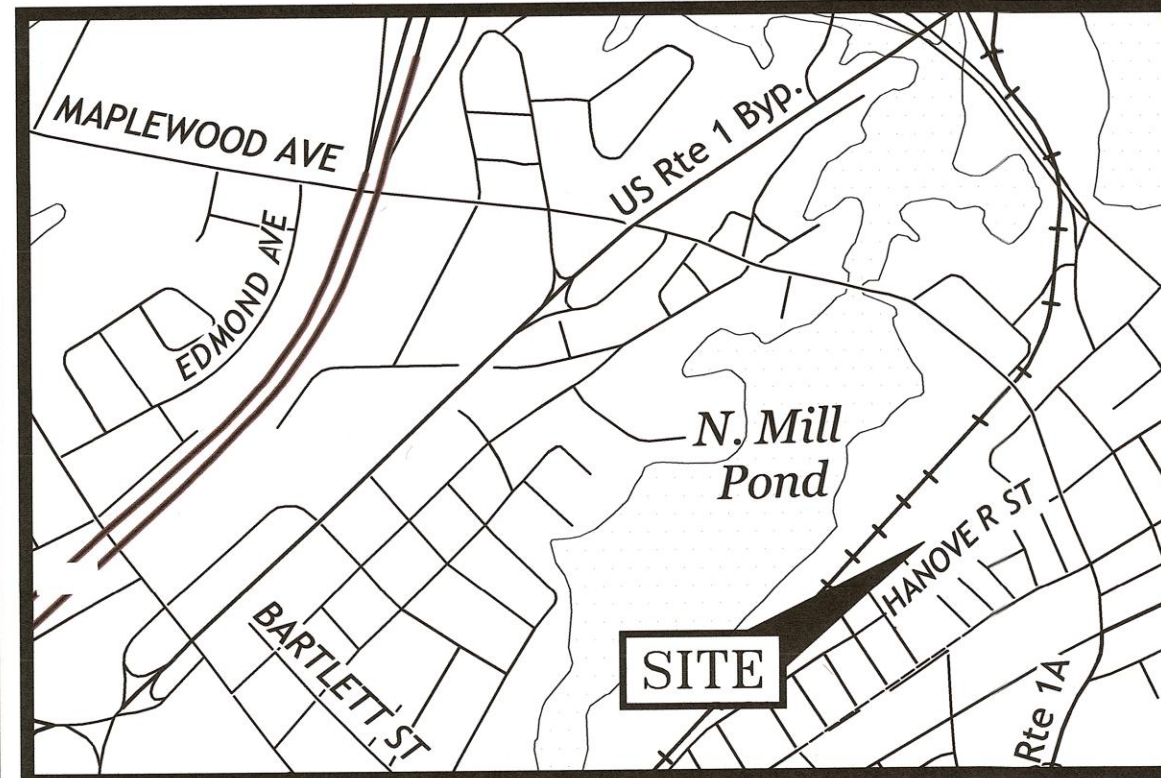 MAPLEWOOD AVE
US Rte 1 Byp.
EDMOND AVE
N. Mill
Pond
HANOVE R ST
BARTLETT ST
SITE
Rte 1A